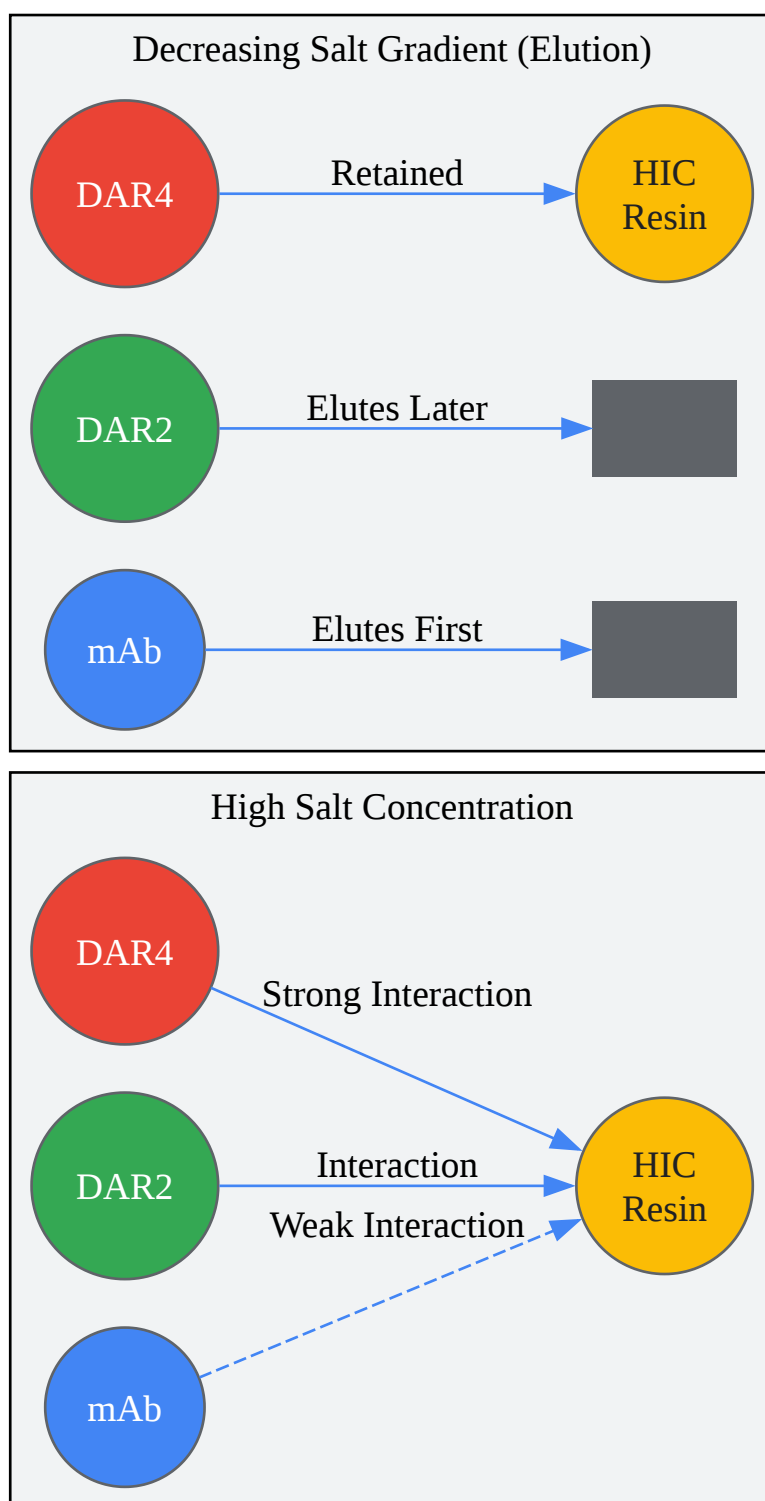 Decreasing Salt Gradient (Elution)
DAR4
Retained
HIC
Resin
DAR2
Elutes Later
mAb
Elutes First
High Salt Concentration
DAR4
Strong Interaction
DAR2
Interaction
HIC
Resin
Weak Interaction
mAb